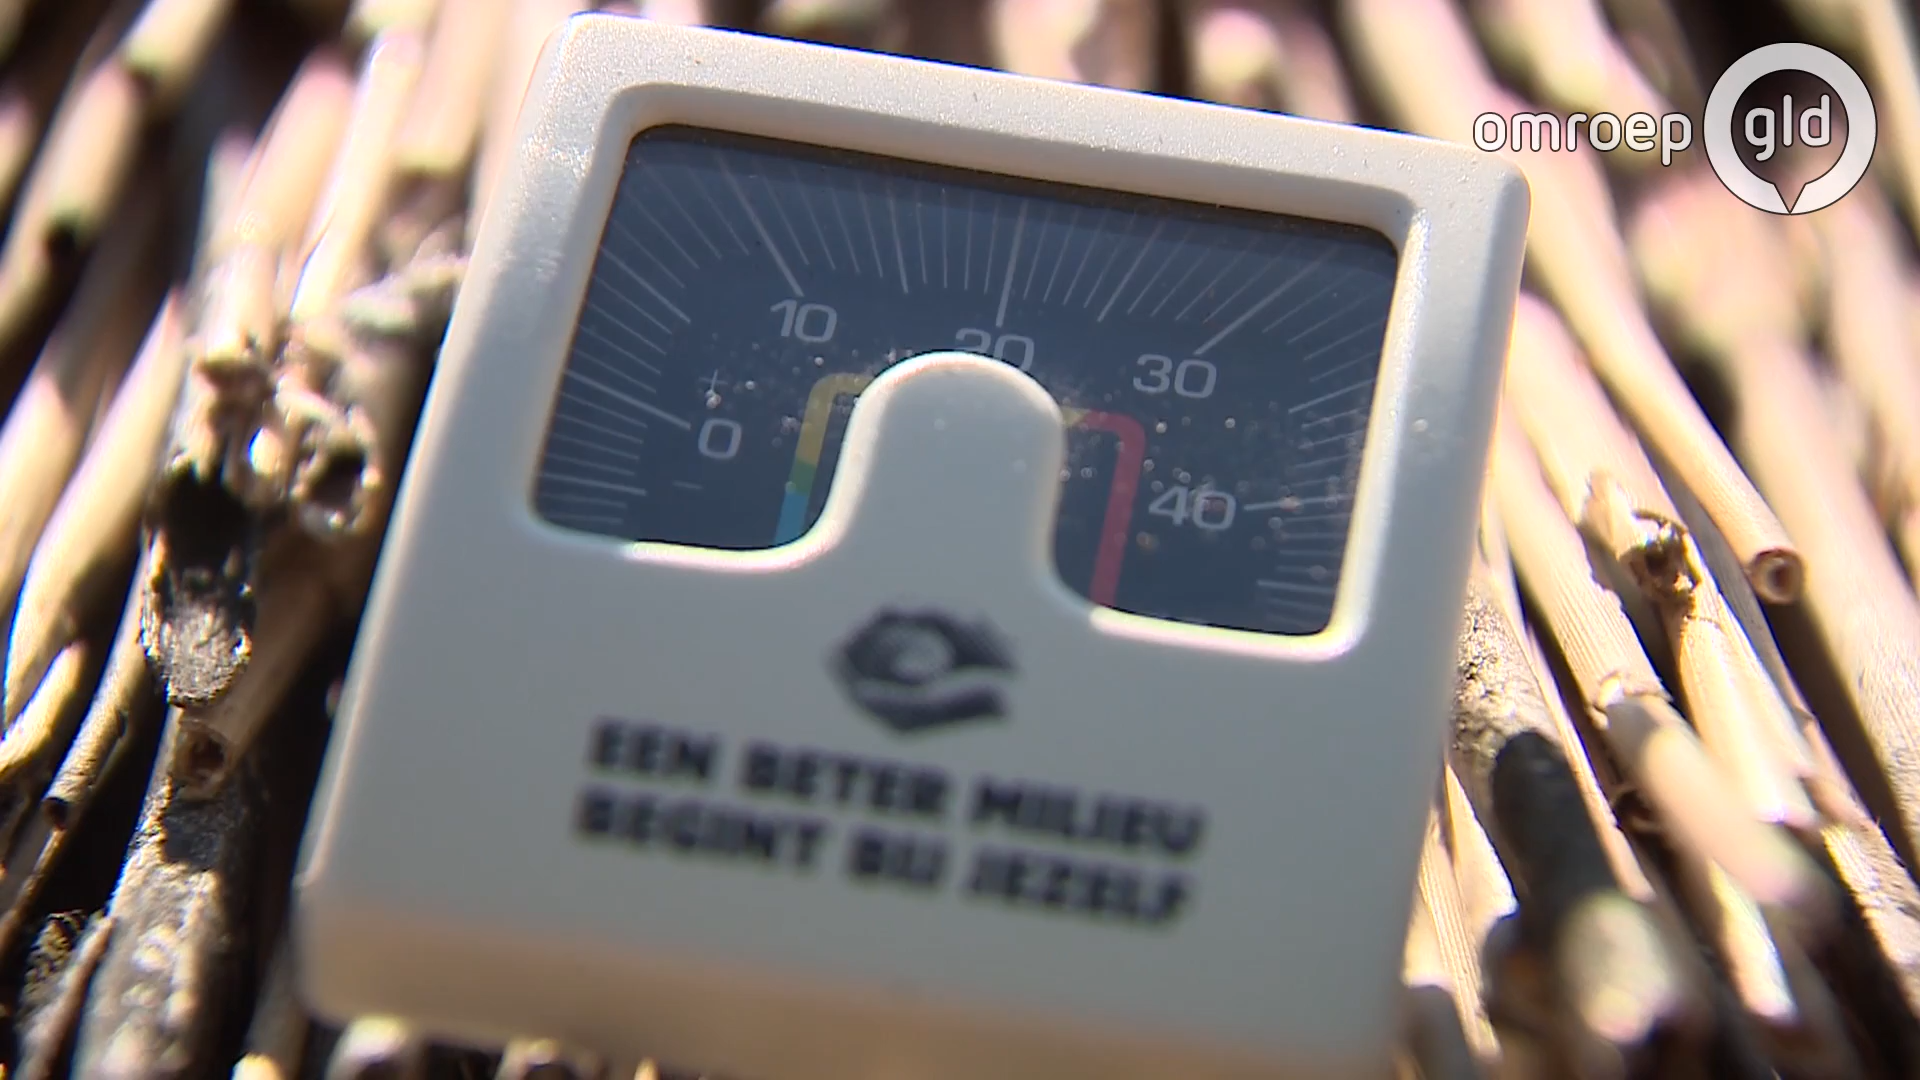 omroep gld
10 20 30
0 40
EEN BETER MILIEU
BEGINT BIJ JEZELF